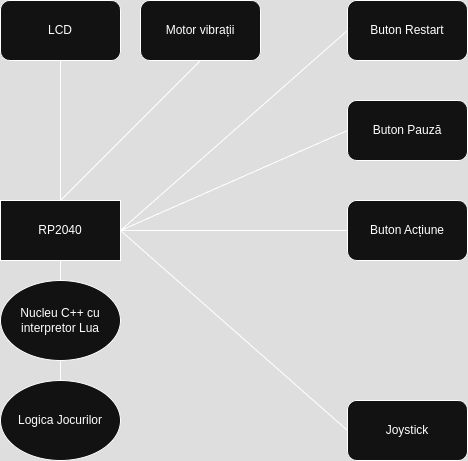 LCD
Motor vibrații
Buton Restart
Buton Pauză
RP2040
Buton Acțiune
Nucleu C++ cu
interpretor Lua
Logica Jocurilor
Joystick